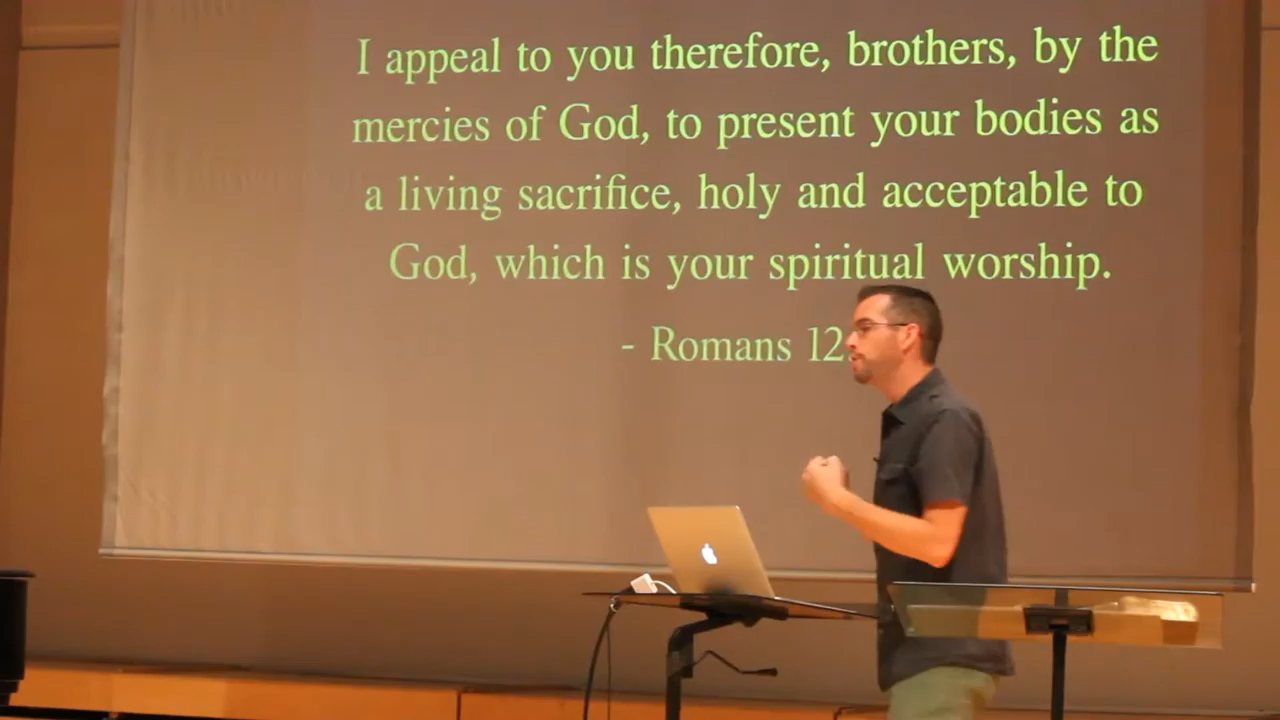 I appeal to you therefore, brothers, by the
mercies of God, to present your bodies as
a living sacrifice, holy and acceptable to
God, which is your spiritual worship.
- Romans 12